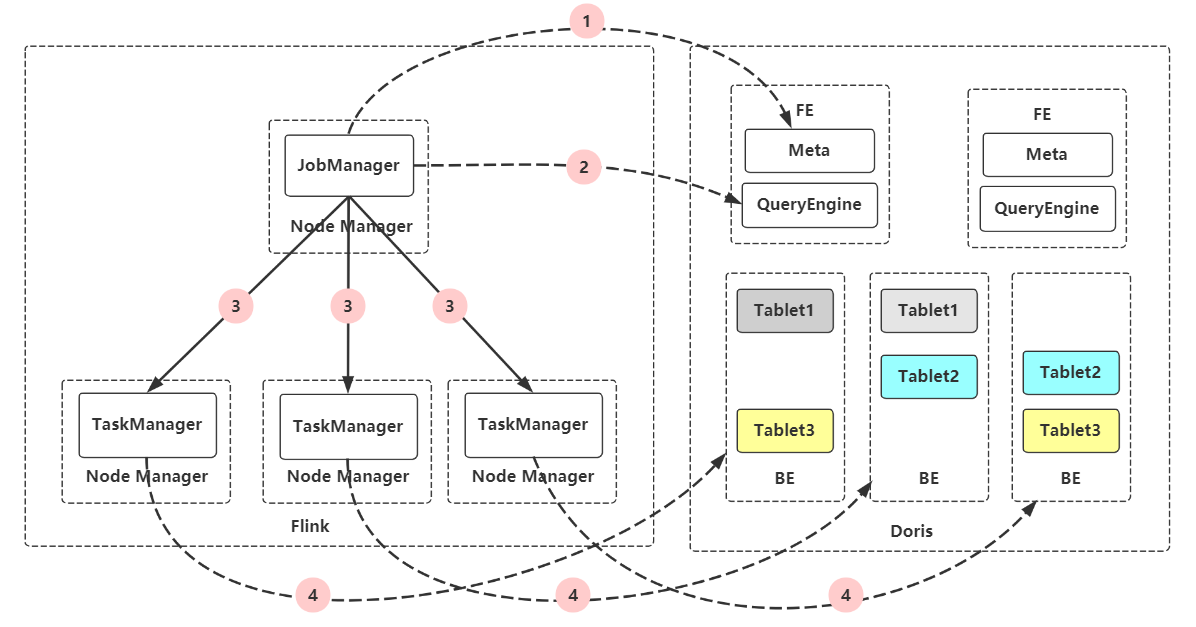 1
FE
FE
Meta
Meta
JobManager
2
QueryEngine
QueryEngine
Node Manager
3
3
3
Tablet1
Tablet1
Tablet2
Tablet2
TaskManager
TaskManager
TaskManager
Tablet3
Tablet3
Node Manager
Node Manager
Node Manager
BE
BE
BE
Flink
Doris
4
4
4